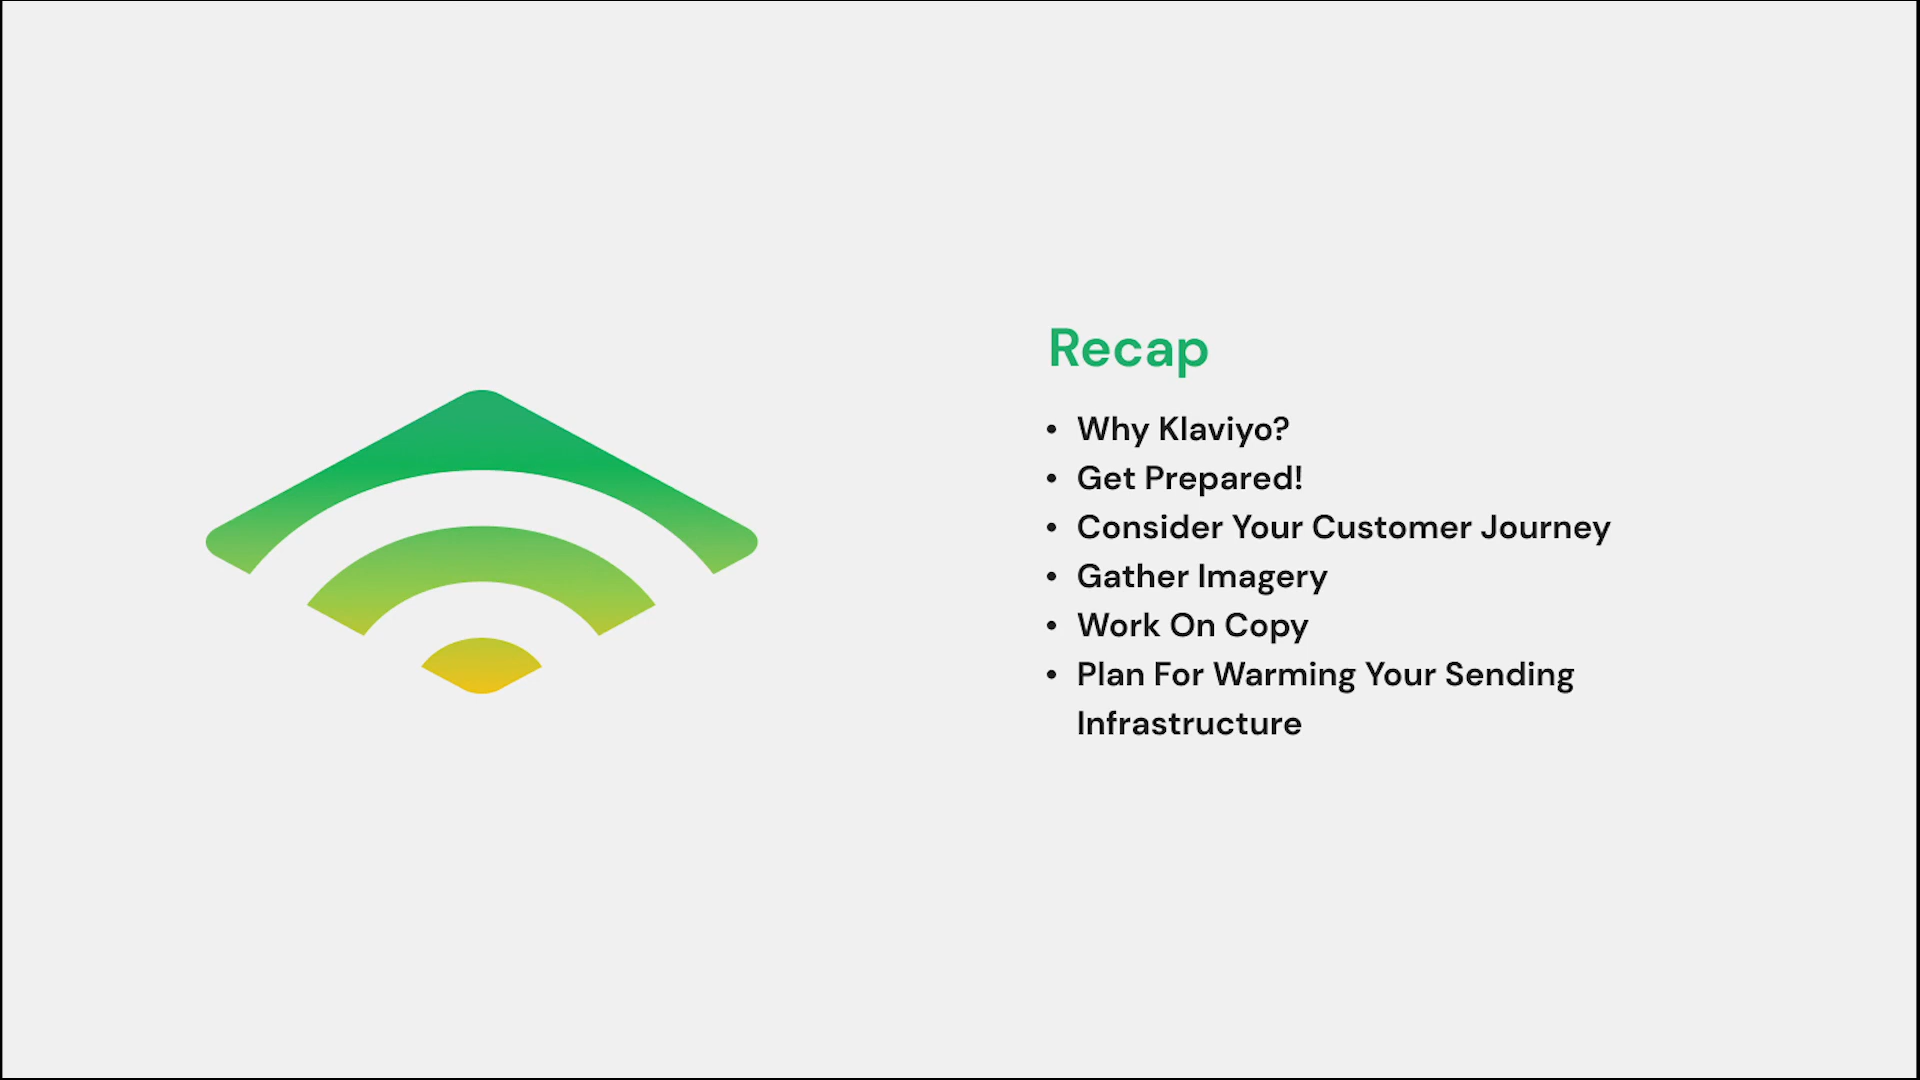 Recap
• Why Klaviyo?
• Get Prepared!
• Consider Your Customer Journey
• Gather Imagery
• Work On Copy
• Plan For Warming Your Sending
Infrastructure